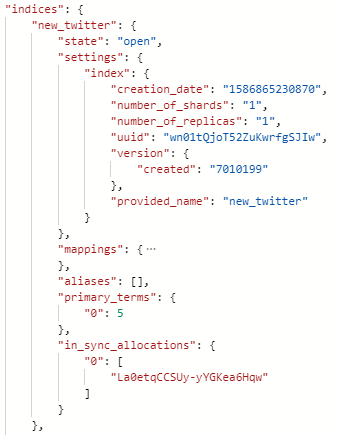 "indices": {
"new_twitter": {
"state": "open",
"settings": {
"index": {
"creation_date": "1586865230870",
"number_of_shards": "1",
"number_of_replicas": "1",
"uuid": "wn01tQjoT52ZuKwrfgSJIw",
"version": {
"created": "7010199"
},
"provided_name": "new_twitter"
}
},
"mappings": { ···
},
"aliases": [],
"primary_terms": {
"0": 5
},
"in_sync_allocations": {
"0": [
"La0etqCCSUy-yYGKea6Hqw"
]
}
},